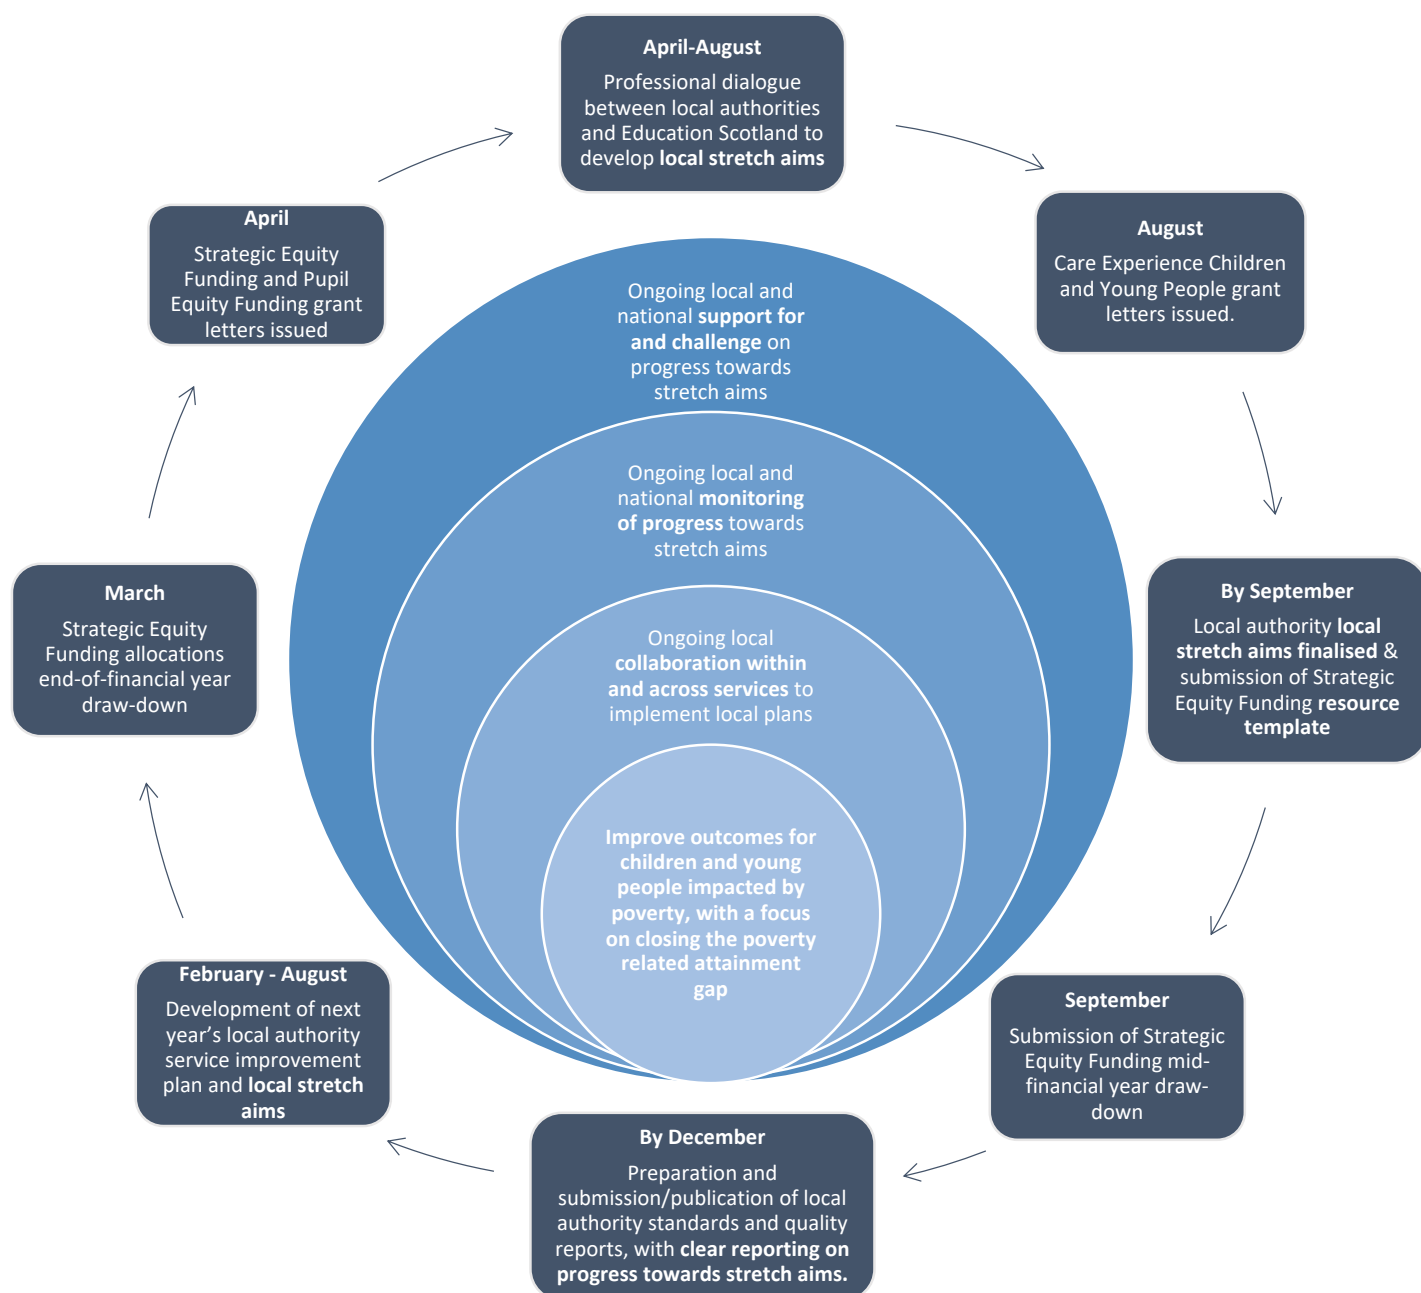 April-August
Professional dialogue
between local authorities
and Education Scotland to
develop local stretch aims
August
Care Experience Children
and Young People grant
letters issued.
By September
Local authority local
stretch aims finalised &
submission of Strategic
Equity Funding resource
template
September
Submission of Strategic
Equity Funding mid-
financial year draw-
down
By December
Preparation and
submission/publication of local
authority standards and quality
reports, with clear reporting on
progress towards stretch aims.
February - August
Development of next
year’s local authority
service improvement
plan and local stretch
aims
March
Strategic Equity
Funding allocations
end-of-financial year
draw-down
April
Strategic Equity
Funding and Pupil
Equity Funding grant
letters issued
Ongoing local and
national support for
and challenge on
progress towards
stretch aims
Ongoing local and
national monitoring
of progress towards
stretch aims
Ongoing local
collaboration within
and across services to
implement local plans
Improve outcomes for
children and young
people impacted by
poverty, with a focus
on closing the poverty
related attainment
gap